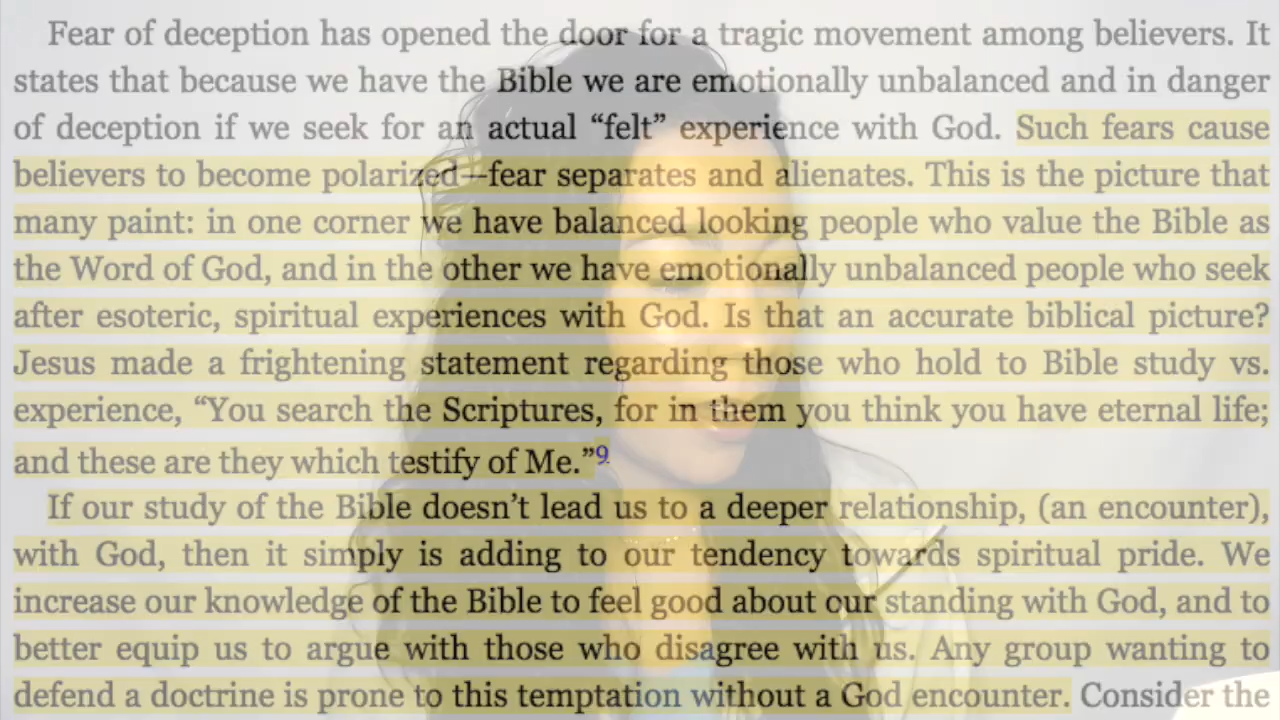 Fear of deception has opened the door for a tragic movement among believers. It
states that because we have the Bible we are emotionally unbalanced and in danger
of deception if we seek for an actual “felt” experience with God. Such fears cause
believers to become polarized—fear separates and alienates. This is the picture that
many paint: in one corner we have balanced looking people who value the Bible as
the Word of God, and in the other we have emotionally unbalanced people who seek
after esoteric, spiritual experiences with God. Is that an accurate biblical picture?
Jesus made a frightening statement regarding those who hold to Bible study vs.
experience, “You search the Scriptures, for in them you think you have eternal life;
and these are they which testify of Me.”9
If our study of the Bible doesn’t lead us to a deeper relationship, (an encounter),
with God, then it simply is adding to our tendency towards spiritual pride. We
increase our knowledge of the Bible to feel good about our standing with God, and to
better equip us to argue with those who disagree with us. Any group wanting to
defend a doctrine is prone to this temptation without a God encounter. Consider the